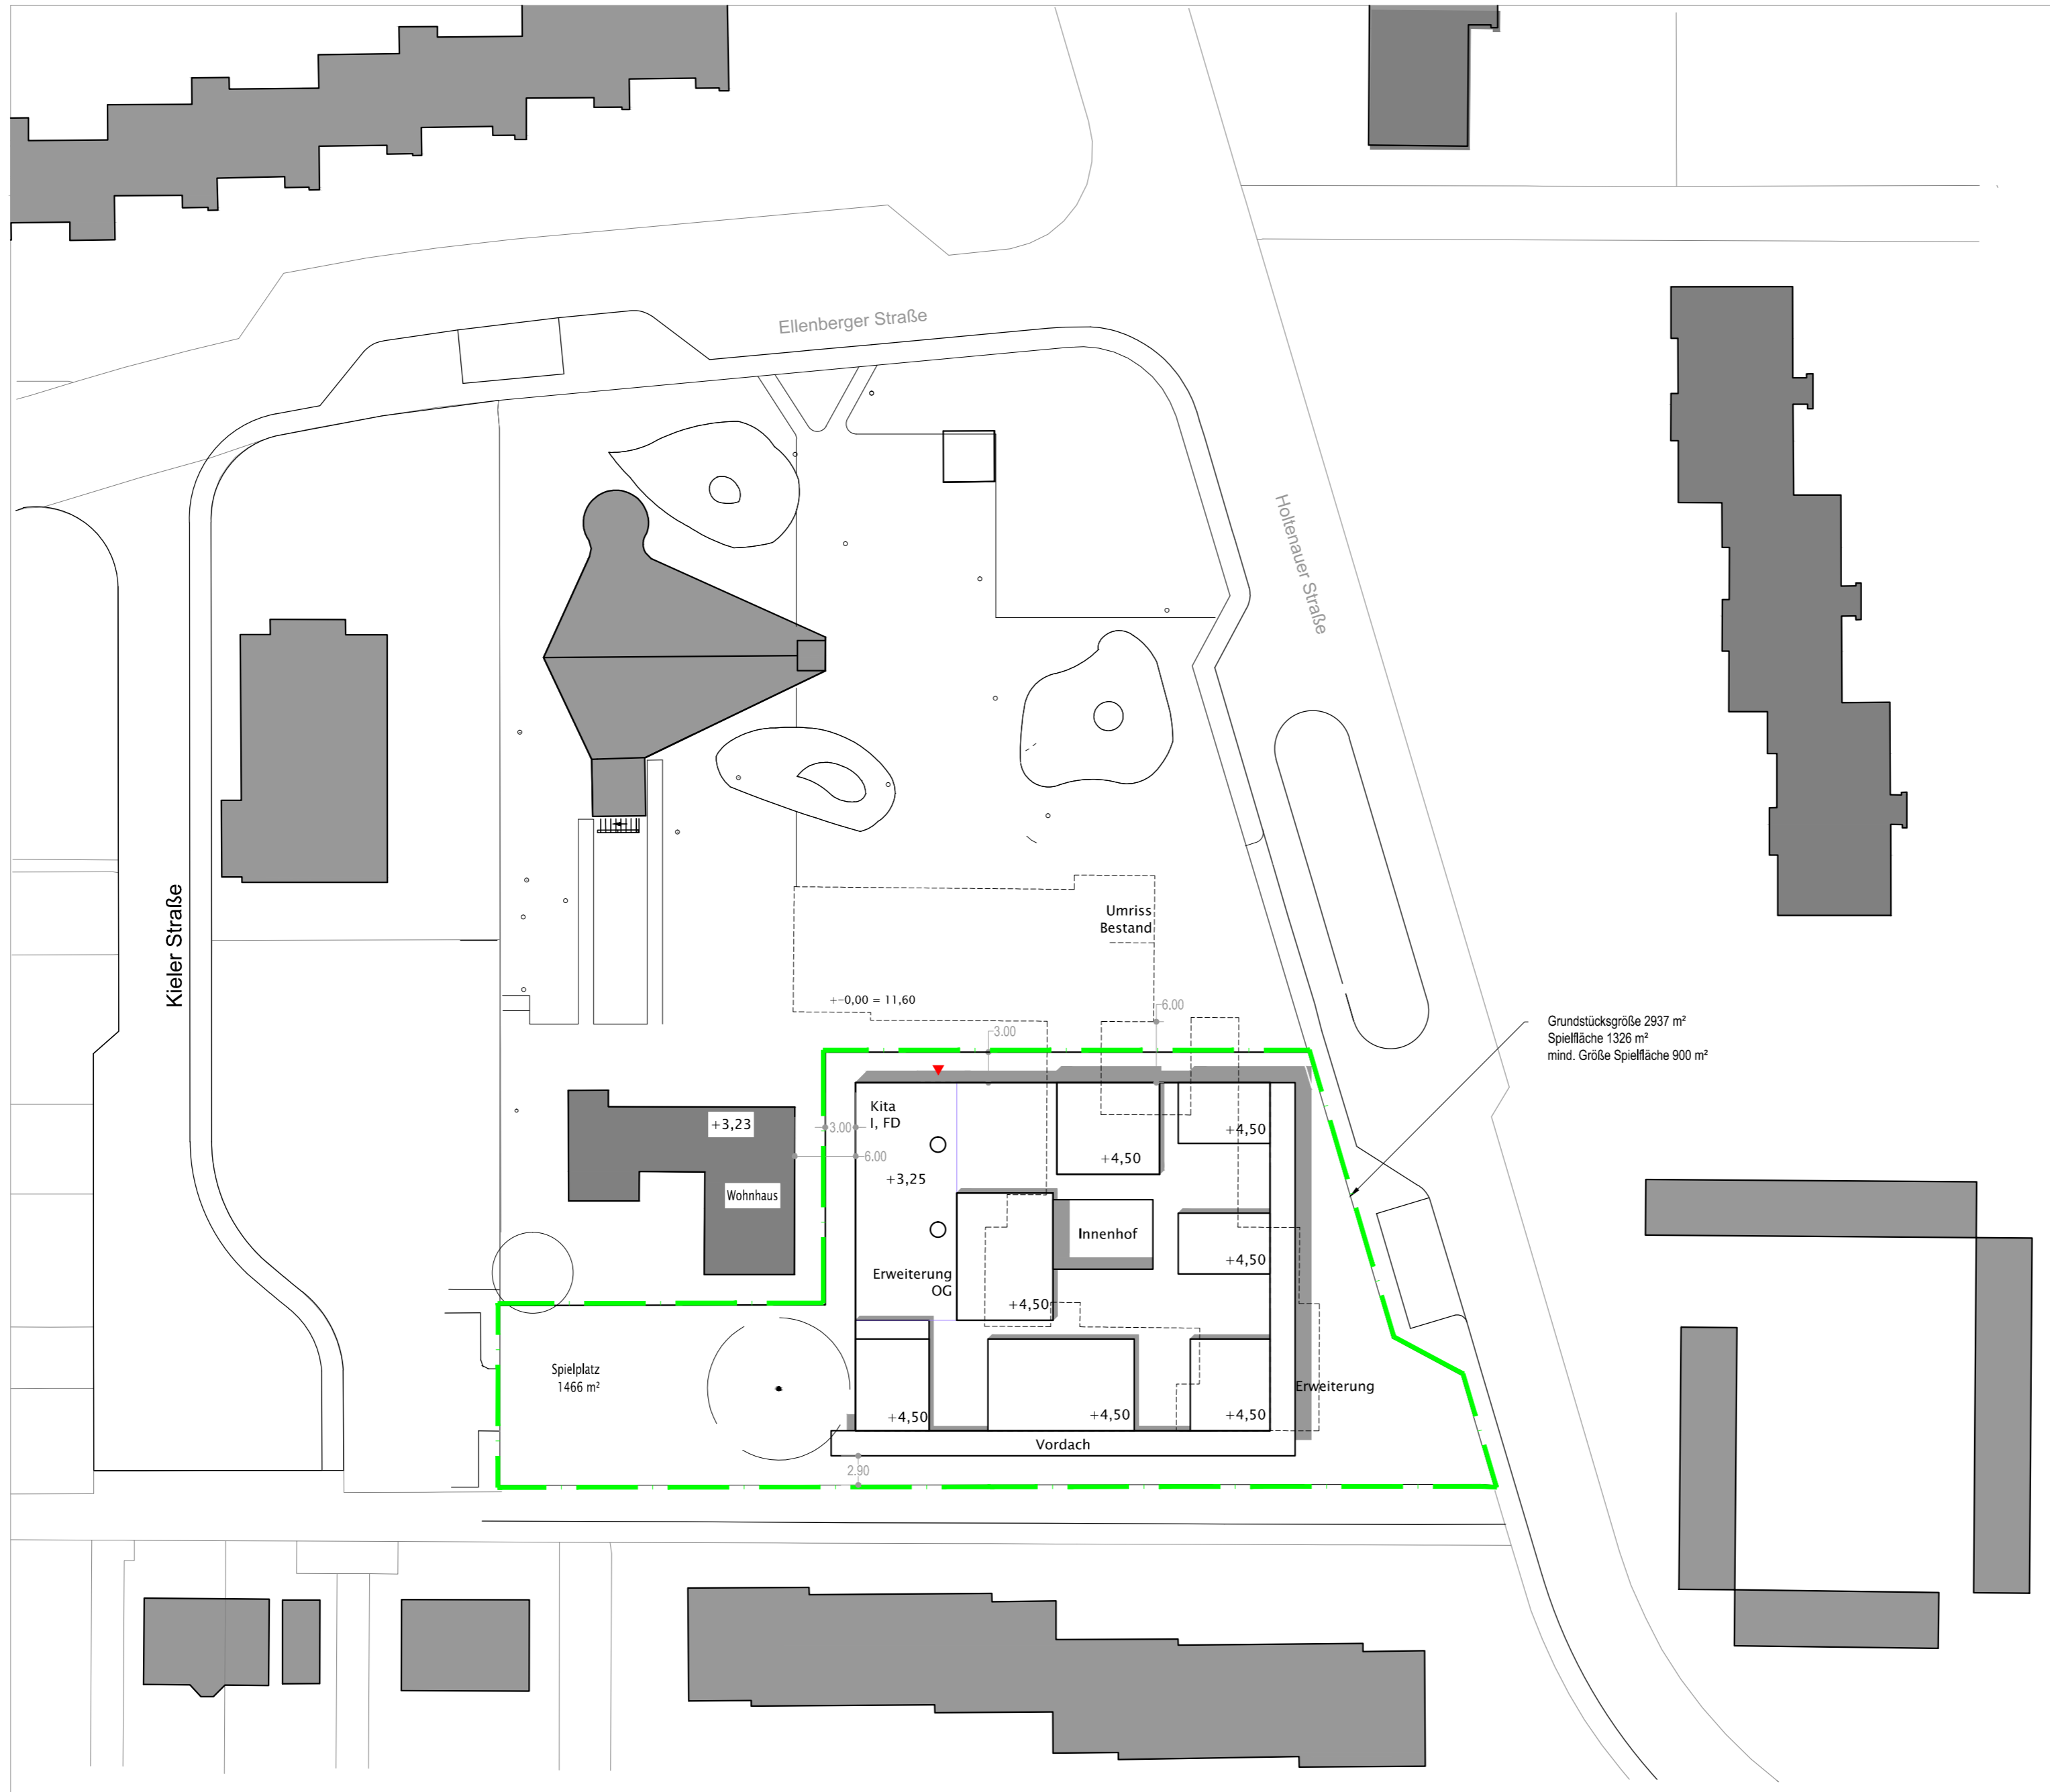 Ellenberger Straße
Holtenauer Straße
Kieler Straße
Umriss
Bestand
+-0,00 = 11,60
6.00
3.00
Grundstücksgröße 2937 m²
Spielfläche 1326 m²
mind. Größe Spielfläche 900 m²
+3,23
Kita
I, FD
3.00
6.00
+4,50
+4,50
+3,25
Wohnhaus
Innenhof
+4,50
Erweiterung
OG
+4,50
Spielplatz
1466 m²
Erweiterung
+4,50
+4,50
+4,50
Vordach
2.90